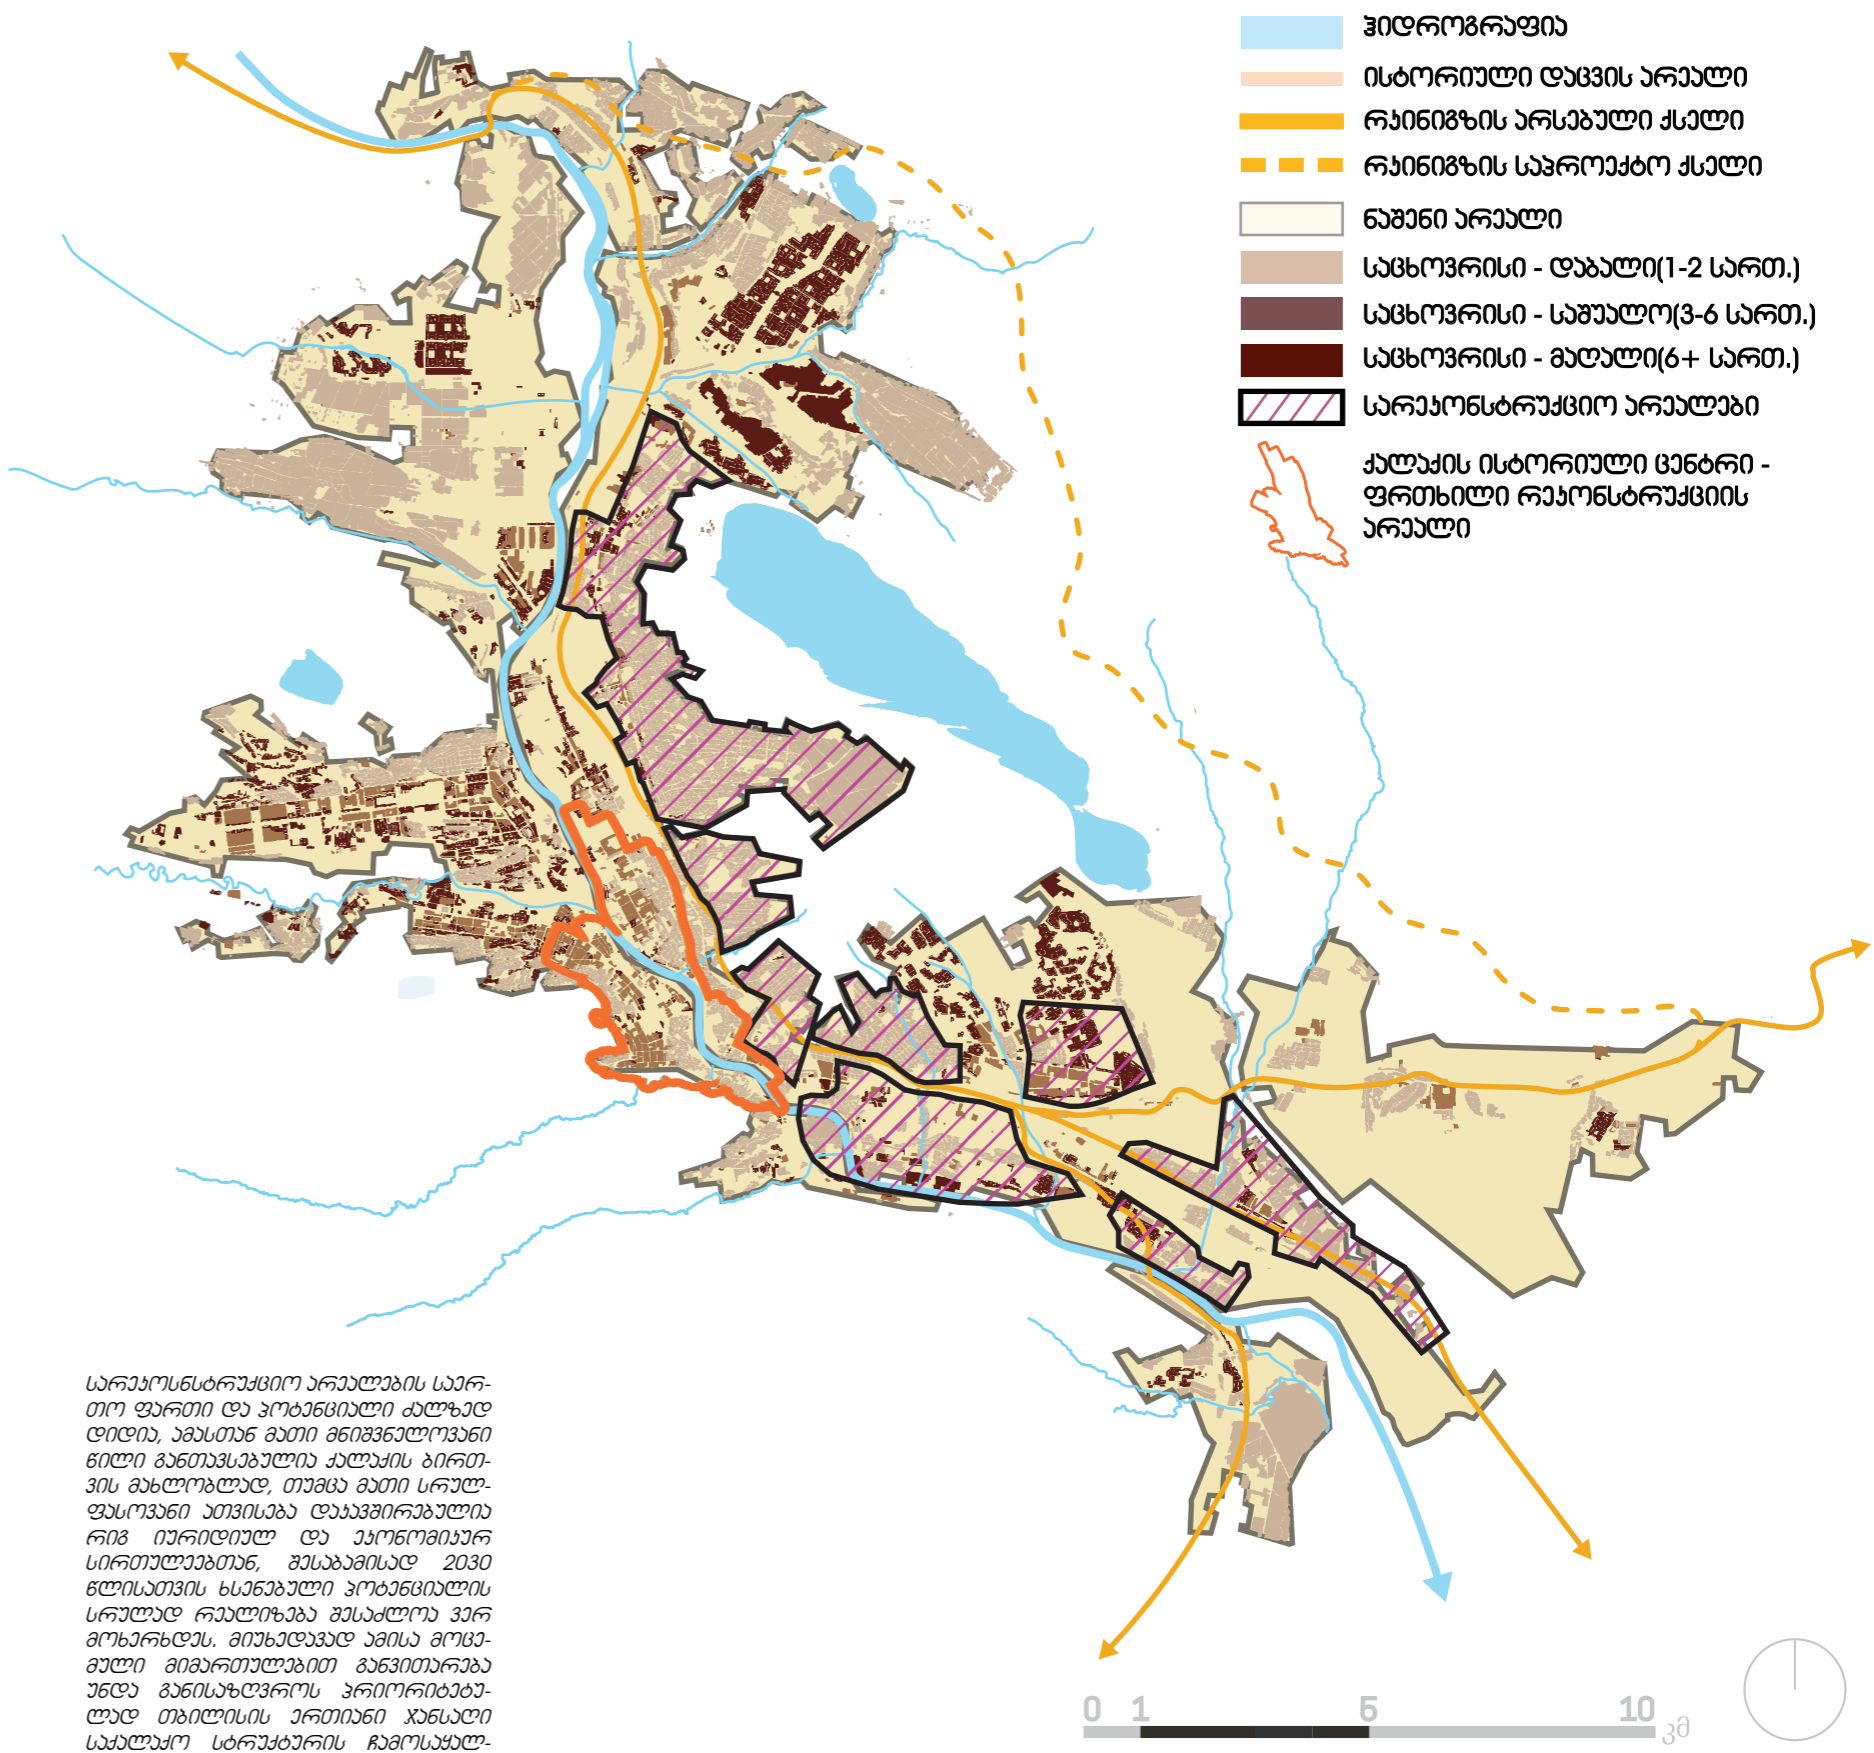 ჰიდროგრაფია
ისტორიული დაცვის არეალი
რკინიგზის არსებული ქსელი
რკინიგზის საპროექტო ქსელი
ნაშენი არეალი
საცხოვრისი - დაბალი(1-2 სართ.)
საცხოვრისი - საშუალო(3-6 სართ.)
საცხოვრისი - მაღალი(6+ სართ.)
სარეკონსტრუქციო არეალები
ქალაქის ისტორიული ცენტრი -
ფრთხილი რეკონსტრუქციის
არეალი
სარეკოსნსტრუქციო არეალების საერ-
თო ფართი და პოტენციალი ძალზედ
დიდია, ამასთან მათი მნიშვნელოვანი
წილი განთავსებულია ქალაქის ბირთ-
ვის მახლობლად, თუმცა მათი სრულ-
ფასოვანი ათვისება დაკავშირებულია
რიგ იურიდიულ და ეკონომიკურ
სირთულეებთან, შესაბამისად 2030
წლისათვის ხსენებული პოტენციალის
სრულად რეალიზება შესაძლოა ვერ
მოხერხდეს. მიუხედავად ამისა მოცე-
მული მიმართულებით განვითარება
უნდა განისაზღვროს პრიორიტეტუ-
ლად თბილისის ერთიანი ჯანსაღი
საქალაქო სტრუქტურის ჩამოსაყალ-
0 1 5 10
კმ